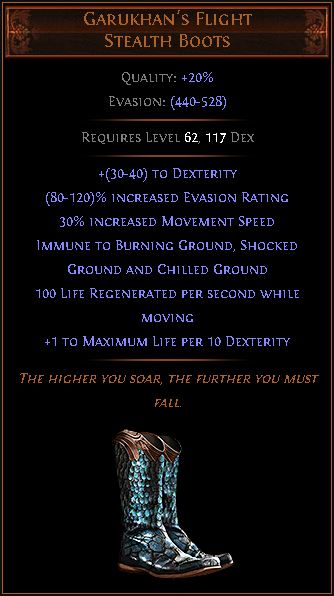 Garukhan's Flight
Stealth Boots
Quality: +20%
Evasion: (440-528)
Requires Level 62, 117 Dex
+(30-40) to Dexterity
(80-120)% increased Evasion Rating
30% increased Movement Speed
Immune to Burning Ground, Shocked
Ground and Chilled Ground
100 Life Regenerated per second while
moving
+1 to Maximum Life per 10 Dexterity
The higher you soar, the further you must
fall.